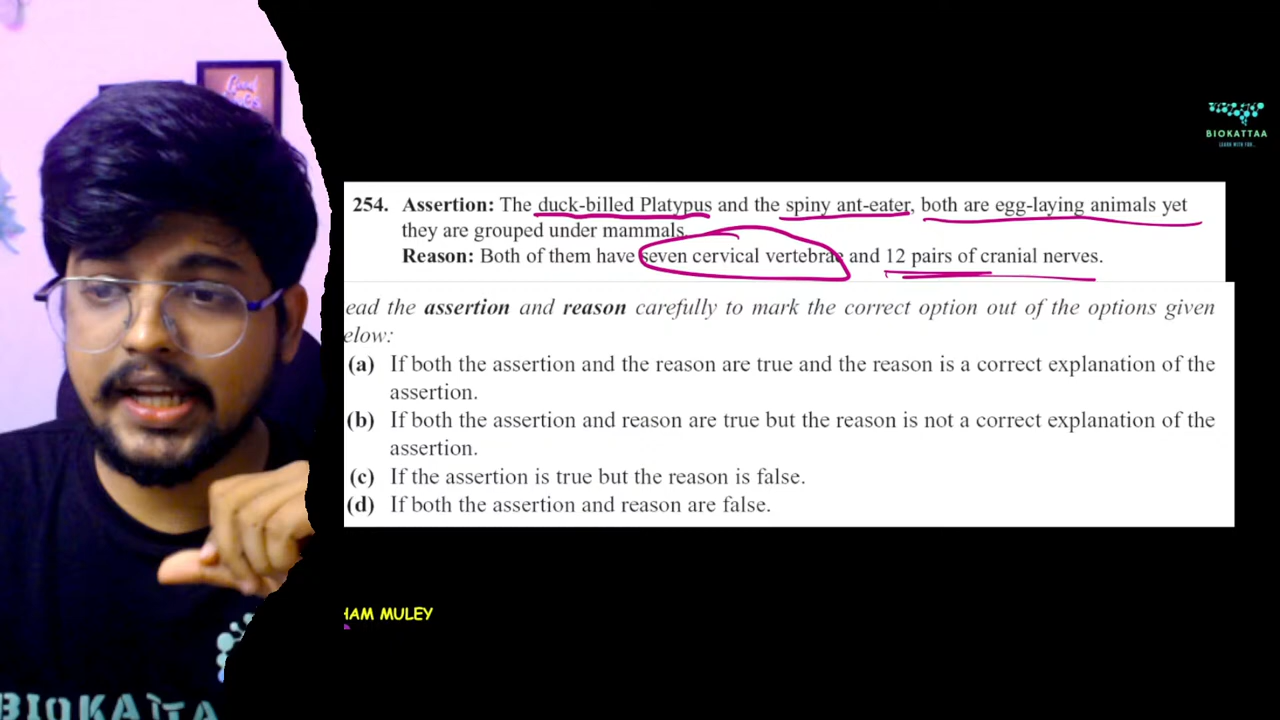 BIOKATTAA
LEARN WITH FUN..
254. Assertion: The duck-billed Platypus and the spiny ant-eater, both are egg-laying animals yet
they are grouped under mammals.
Reason: Both of them have seven cervical vertebrae and 12 pairs of cranial nerves.
ead the assertion and reason carefully to mark the correct option out of the options given
elow:
(a) If both the assertion and the reason are true and the reason is a correct explanation of the
assertion.
(b) If both the assertion and reason are true but the reason is not a correct explanation of the
assertion.
(c) If the assertion is true but the reason is false.
(d) If both the assertion and reason are false.
HAM MULEY
BIOKATTA